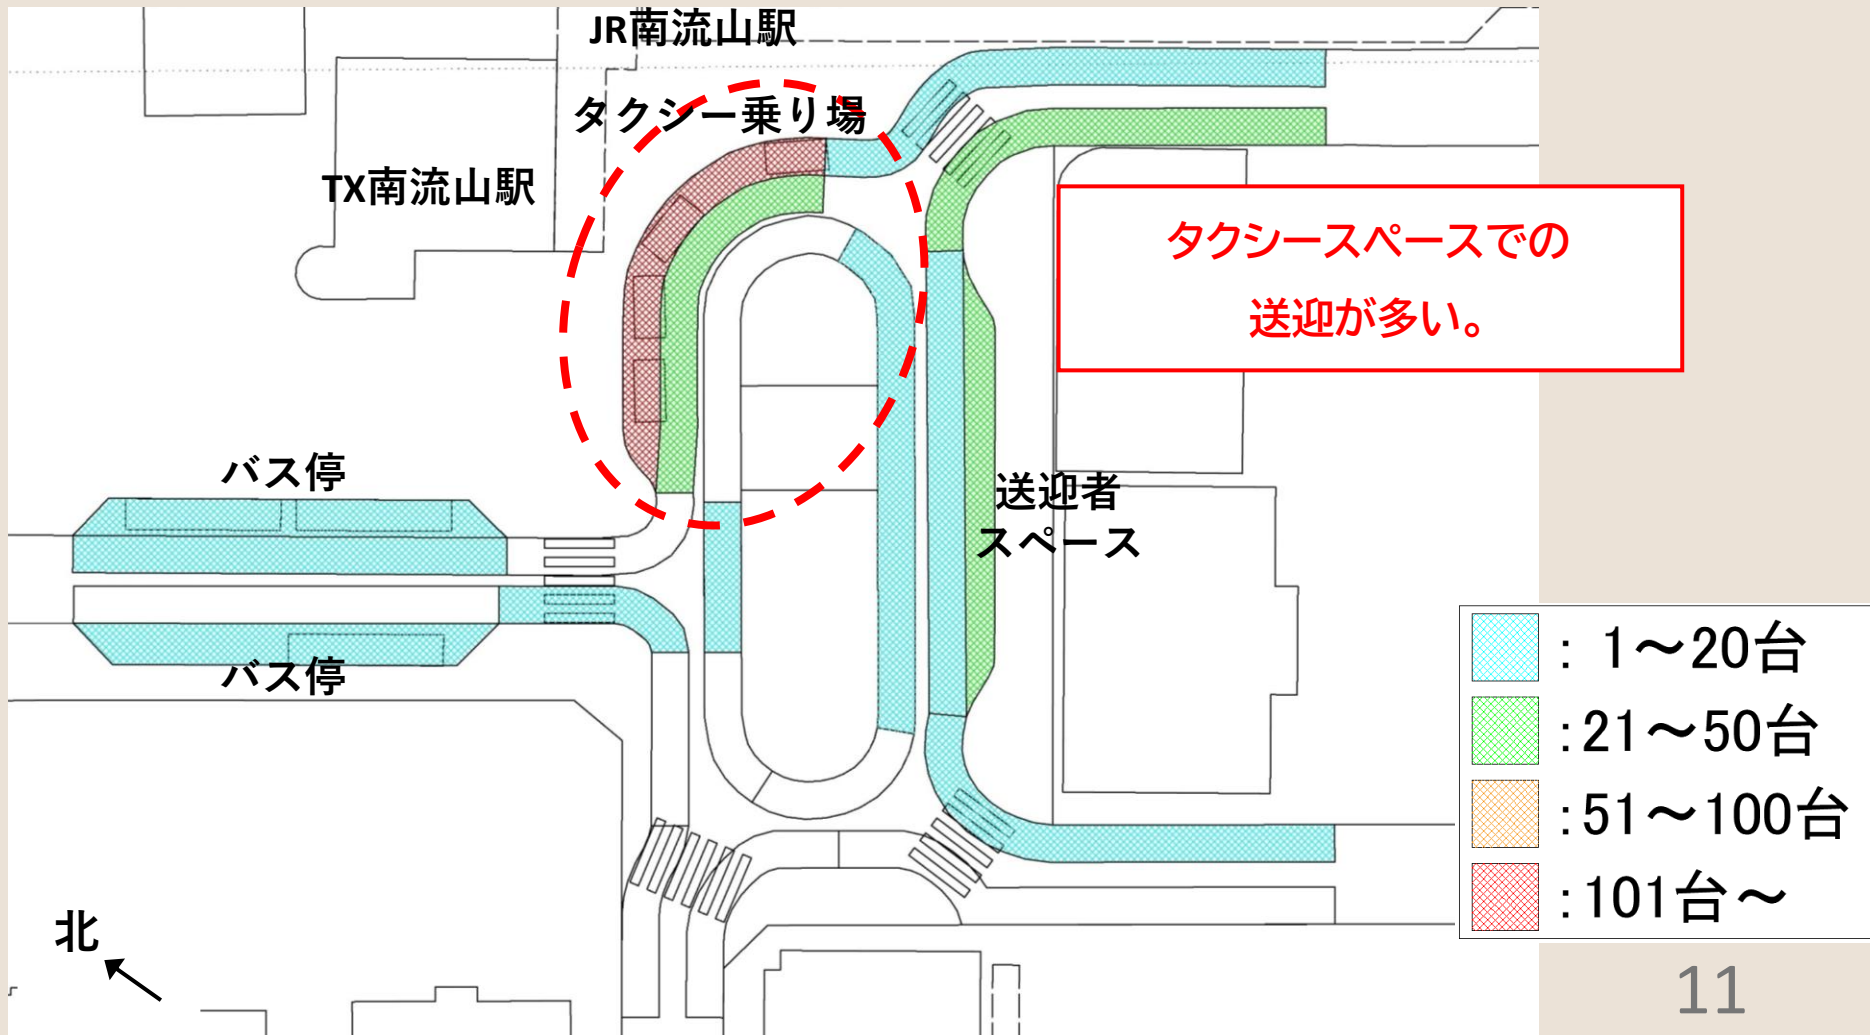 JR南流山駅
タクシー乗り場
TX南流山駅
タクシースペースでの
送迎が多い。
バス停
送迎者
スペース
バス停
：1～20台
：21～50台
：51～100台
：101台～
北
11